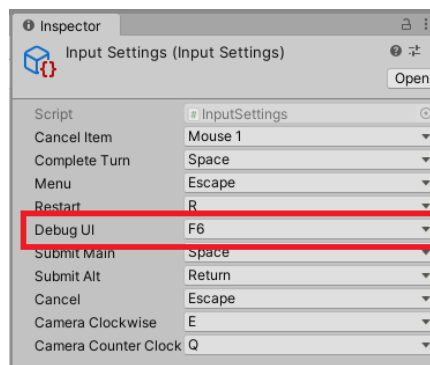 Inspector
Input Settings (Input Settings)
Open
Script # InputSettings
Cancel Item Mouse 1
Complete Turn Space
Menu Escape
Restart R
Debug UI F6
Submit Main Space
Submit Alt Return
Cancel Escape
Camera Clockwise E
Camera Counter Clock Q